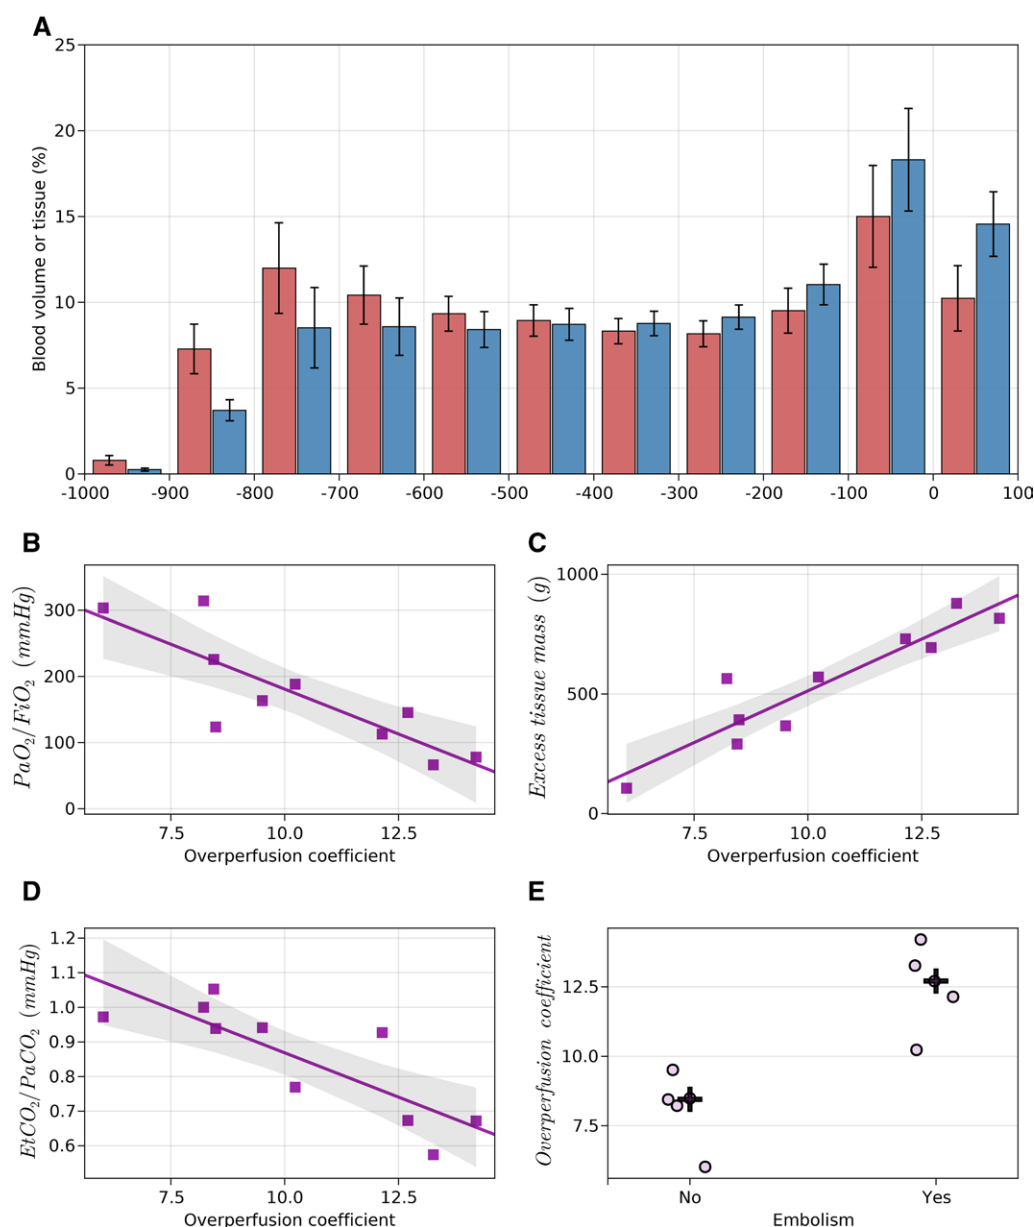 A
25
20
15
10
5
0
Blood volume or tissue (%)
-1000 -900 -800 -700 -600 -500 -400 -300 -200 -100 0 100
B
300
200
100
0
PaO2/FiO2 (mmHg)
7.5 10.0 12.5
Overperfusion coefficient
C
1000
500
0
Excess tissue mass (g)
7.5 10.0 12.5
Overperfusion coefficient
D
1.2
1.1
1.0
0.9
0.8
0.7
0.6
EtCO2/PaCO2 (mmHg)
7.5 10.0 12.5
Overperfusion coefficient
E
12.5
10.0
7.5
Overperfusion coefficient
No Yes
Embolism